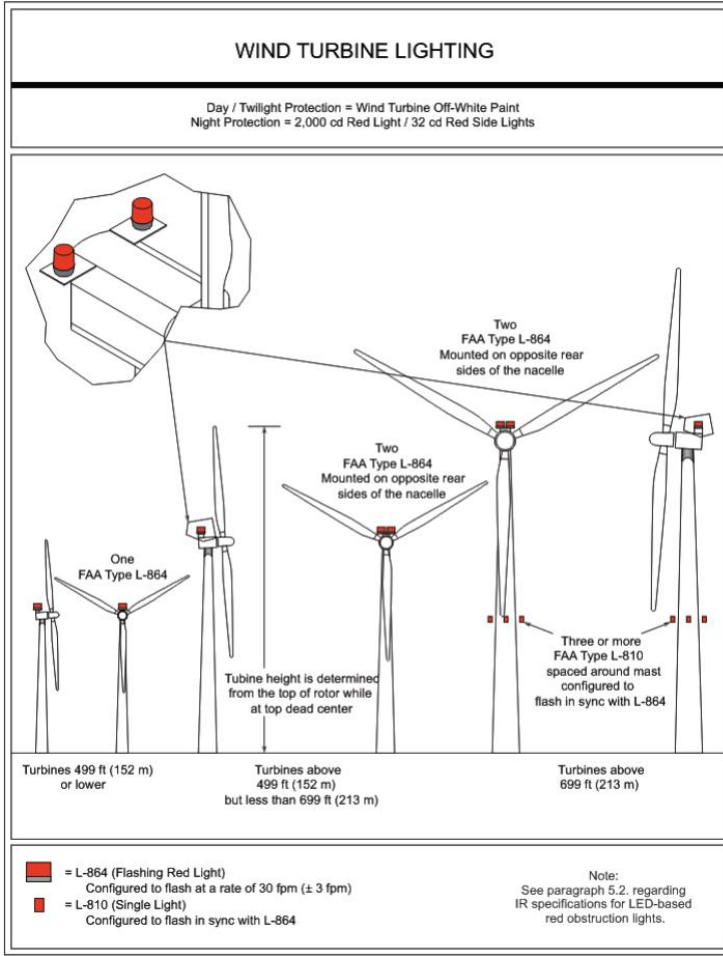 WIND TURBINE LIGHTING
Day / Twilight Protection = Wind Turbine Off-White Paint
Night Protection = 2,000 cd Red Light / 32 cd Red Side Lights
Two
FAA Type L-864
Mounted on opposite rear
sides of the nacelle
Two
FAA Type L-864
Mounted on opposite rear
sides of the nacelle
One
FAA Type L-864
Three or more
FAA Type L-810
spaced around mast
configured to
flash in sync with L-864
Tubine height is determined
from the top of rotor while
at top dead center
Turbines 499 ft (152 m)
or lower
Turbines above
499 ft (152 m)
but less than 699 ft (213 m)
Turbines above
699 ft (213 m)
= L-864 (Flashing Red Light)
Configured to flash at a rate of 30 fpm (± 3 fpm)
= L-810 (Single Light)
Configured to flash in sync with L-864
Note:
See paragraph 5.2. regarding
IR specifications for LED-based
red obstruction lights.